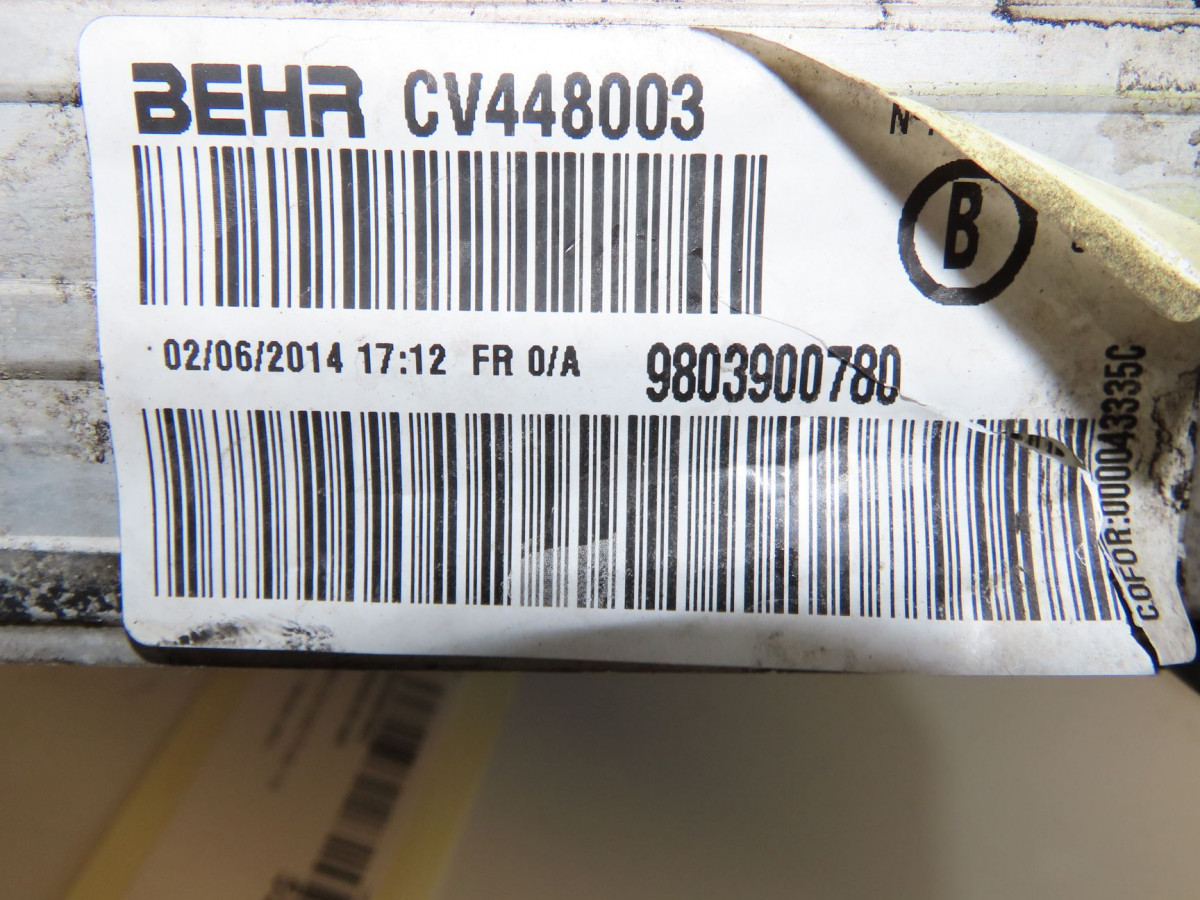 BEHR CV448003
B
02/06/2014 17:12 FR 0/A 9803900780
COFOR:000043335C